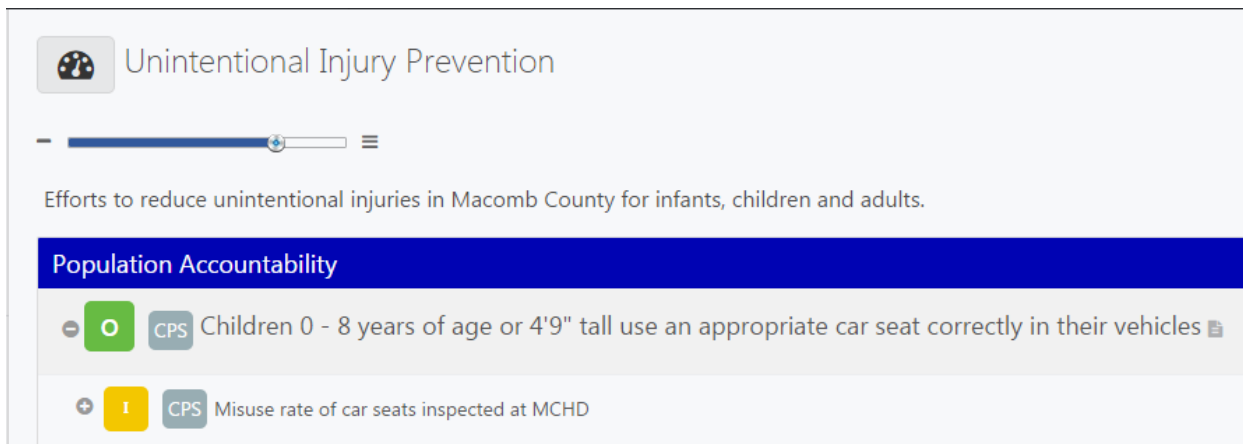 Unintentional Injury Prevention
Efforts to reduce unintentional injuries in Macomb County for infants, children and adults.
Population Accountability
O CPS Children 0 - 8 years of age or 4'9" tall use an appropriate car seat correctly in their vehicles
I CPS Misuse rate of car seats inspected at MCHD